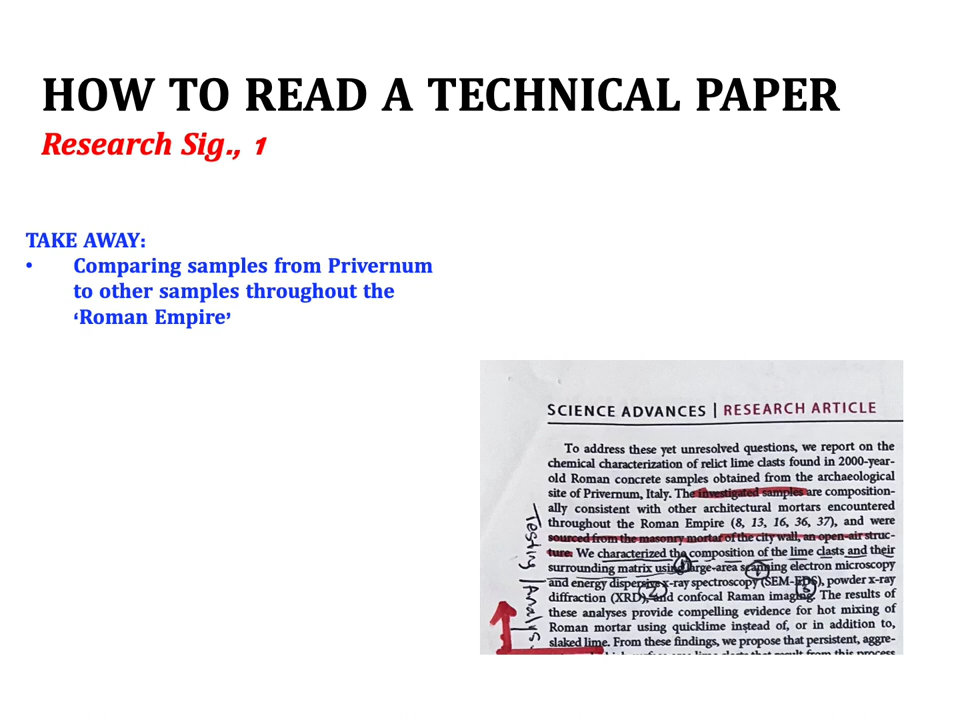 HOW TO READ A TECHNICAL PAPER
Research Sig., 1
TAKE AWAY:
• Comparing samples from Privernum
to other samples throughout the
‘Roman Empire’
SCIENCE ADVANCES | RESEARCH ARTICLE
To address these yet unresolved questions, we report on the
chemical characterization of relict lime clasts found in 2000-year-
old Roman concrete samples obtained from the archaeological
site of Privernum, Italy. The investigated samples are composition-
ally consistent with other architectural mortars encountered
throughout the Roman Empire (8, 13, 16, 36, 37), and were
sourced from the masonry mortar of the city wall, an open-air struc-
ture. We characterized the composition of the lime clasts and their
surrounding matrix using large-area scanning electron microscopy
and energy dispersive x-ray spectroscopy (SEM-EDS), powder x-ray
diffraction (XRD), and confocal Raman imaging. The results of
these analyses provide compelling evidence for hot mixing of
Roman mortar using quicklime instead of, or in addition to,
slaked lime. From these findings, we propose that persistent, aggre-
lime clasts that result from this process
Testing/Analys.